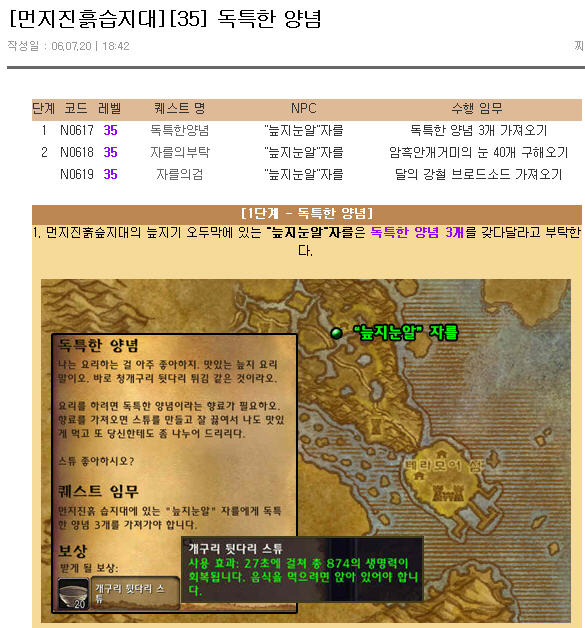 [먼지진흙습지대][35] 독특한 양념
작성일 : 06.07.20 | 18:42
찌
단계 코드 레벨 퀘스트 명 NPC 수행 임무
1 N0617 35 독특한양념 "늪지눈알"자를 독특한 양념 3개 가져오기
2 N0618 35 자를의부탁 "늪지눈알"자를 암흑안개거미의 눈 40개 구해오기
N0619 35 자를의검 "늪지눈알"자를 달의 강철 브로드소드 가져오기
[1단계 - 독특한 양념]
1. 먼지진흙습지대의 늪지기 오두막에 있는 "늪지눈알"자를은 독특한 양념 3개를 갖다달라고 부탁한
다.
"늪지눈알" 자를
독특한 양념
나는 요리하는 걸 아주 좋아하지. 맛있는 늪지 요리
말이오. 바로 청개구리 뒷다리 튀김 같은 것이라오.
요리를 하려면 독특한 양념이라는 향료가 필요하오.
향료를 가져오면 스튜를 만들고 잘 끓여서 나도 맛있
게 먹고 또 당신한테도 좀 나누어 드리리다.
스튜 좋아하시오?
퀘스트 임무
먼지진흙 습지대에 있는 "늪지눈알" 자를에게 독특
한 양념 3개를 가져가야 합니다.
보상
받게 될 보상:
20
개구리 뒷다리 스
튜
개구리 뒷다리 스튜
사용 효과: 27초에 걸쳐 총 874의 생명력이
회복됩니다. 음식을 먹으려면 앉아 있어야 합니
다.
테라모어 섬